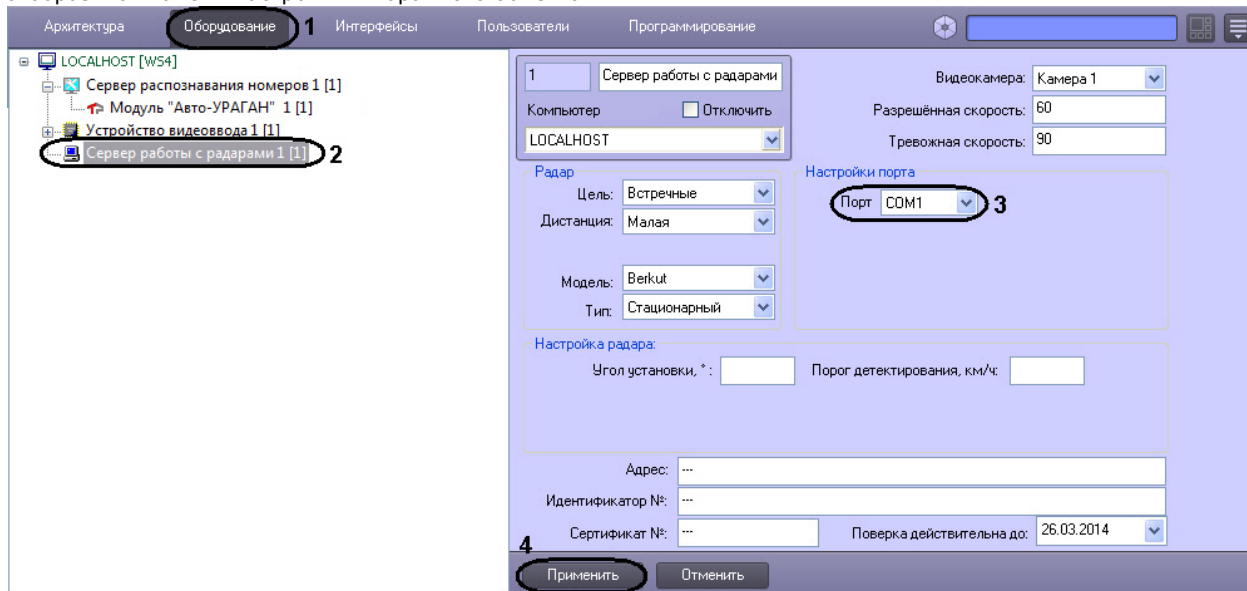 Архитектура Оборудование 1 Интерфейсы Пользователи Программирование
LOCALHOST [WS4]
Сервер распознавания номеров 1 [1]
Модуль "Авто-УРАГАН" 1 [1]
Устройство видеоввода 1 [1]
Сервер работы с радарами 1 [1] 2
1 Сервер работы с радарами
Компьютер Отключить
LOCALHOST
Видеокамера: Камера 1
Разрешённая скорость: 60
Тревожная скорость: 90
Радар
Цель: Встречные
Дистанция: Малая
Модель: Berkut
Тип: Стационарный
Настройки порта
Порт COM1 3
Настройка радара:
Угол установки, °: Порог детектирования, км/ч:
Адрес: ---
Идентификатор №: ---
Сертификат №: --- Поверка действительна до: 26.03.2014
4
Применить Отменить